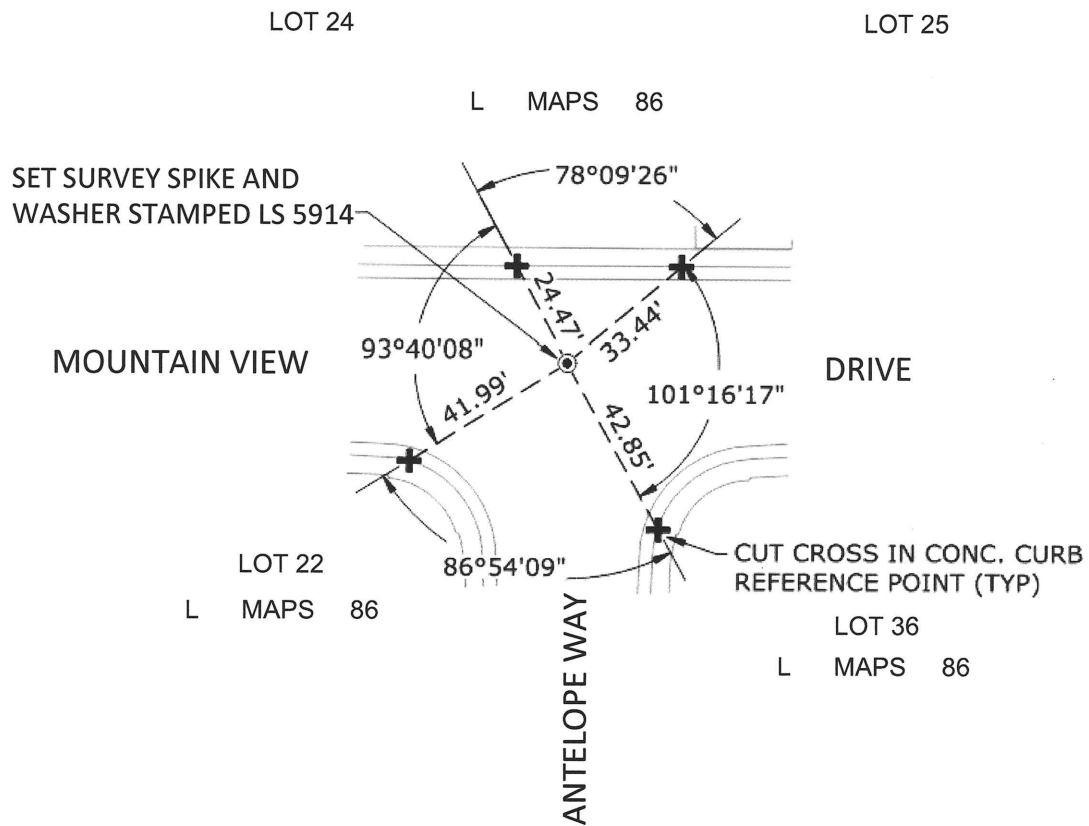 LOT 24
LOT 25
L MAPS 86
SET SURVEY SPIKE AND
WASHER STAMPED LS 5914
78°09'26"
24.47'
33.44'
93°40'08"
MOUNTAIN VIEW
DRIVE
41.99'
42.85'
101°16'17"
86°54'09"
CUT CROSS IN CONC. CURB
REFERENCE POINT (TYP)
LOT 22
L MAPS 86
LOT 36
L MAPS 86
ANTELOPE WAY